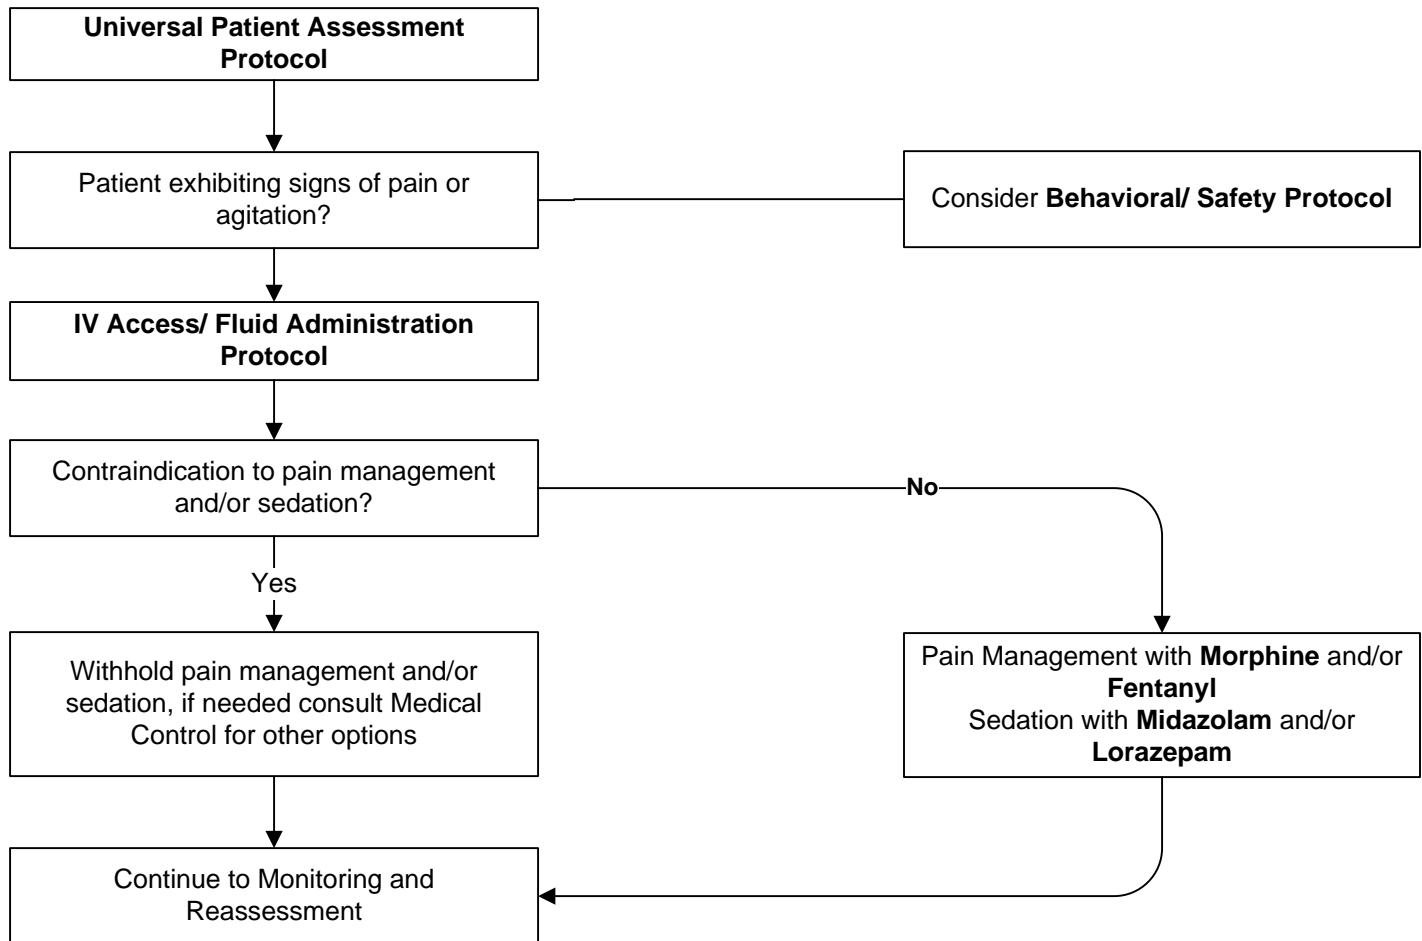 Universal Patient Assessment
Protocol
Patient exhibiting signs of pain or
agitation?
Consider Behavioral/ Safety Protocol
IV Access/ Fluid Administration
Protocol
Contraindication to pain management
and/or sedation?
No
Yes
Withhold pain management and/or
sedation, if needed consult Medical
Control for other options
Pain Management with Morphine and/or
Fentanyl
Sedation with Midazolam and/or
Lorazepam
Continue to Monitoring and
Reassessment